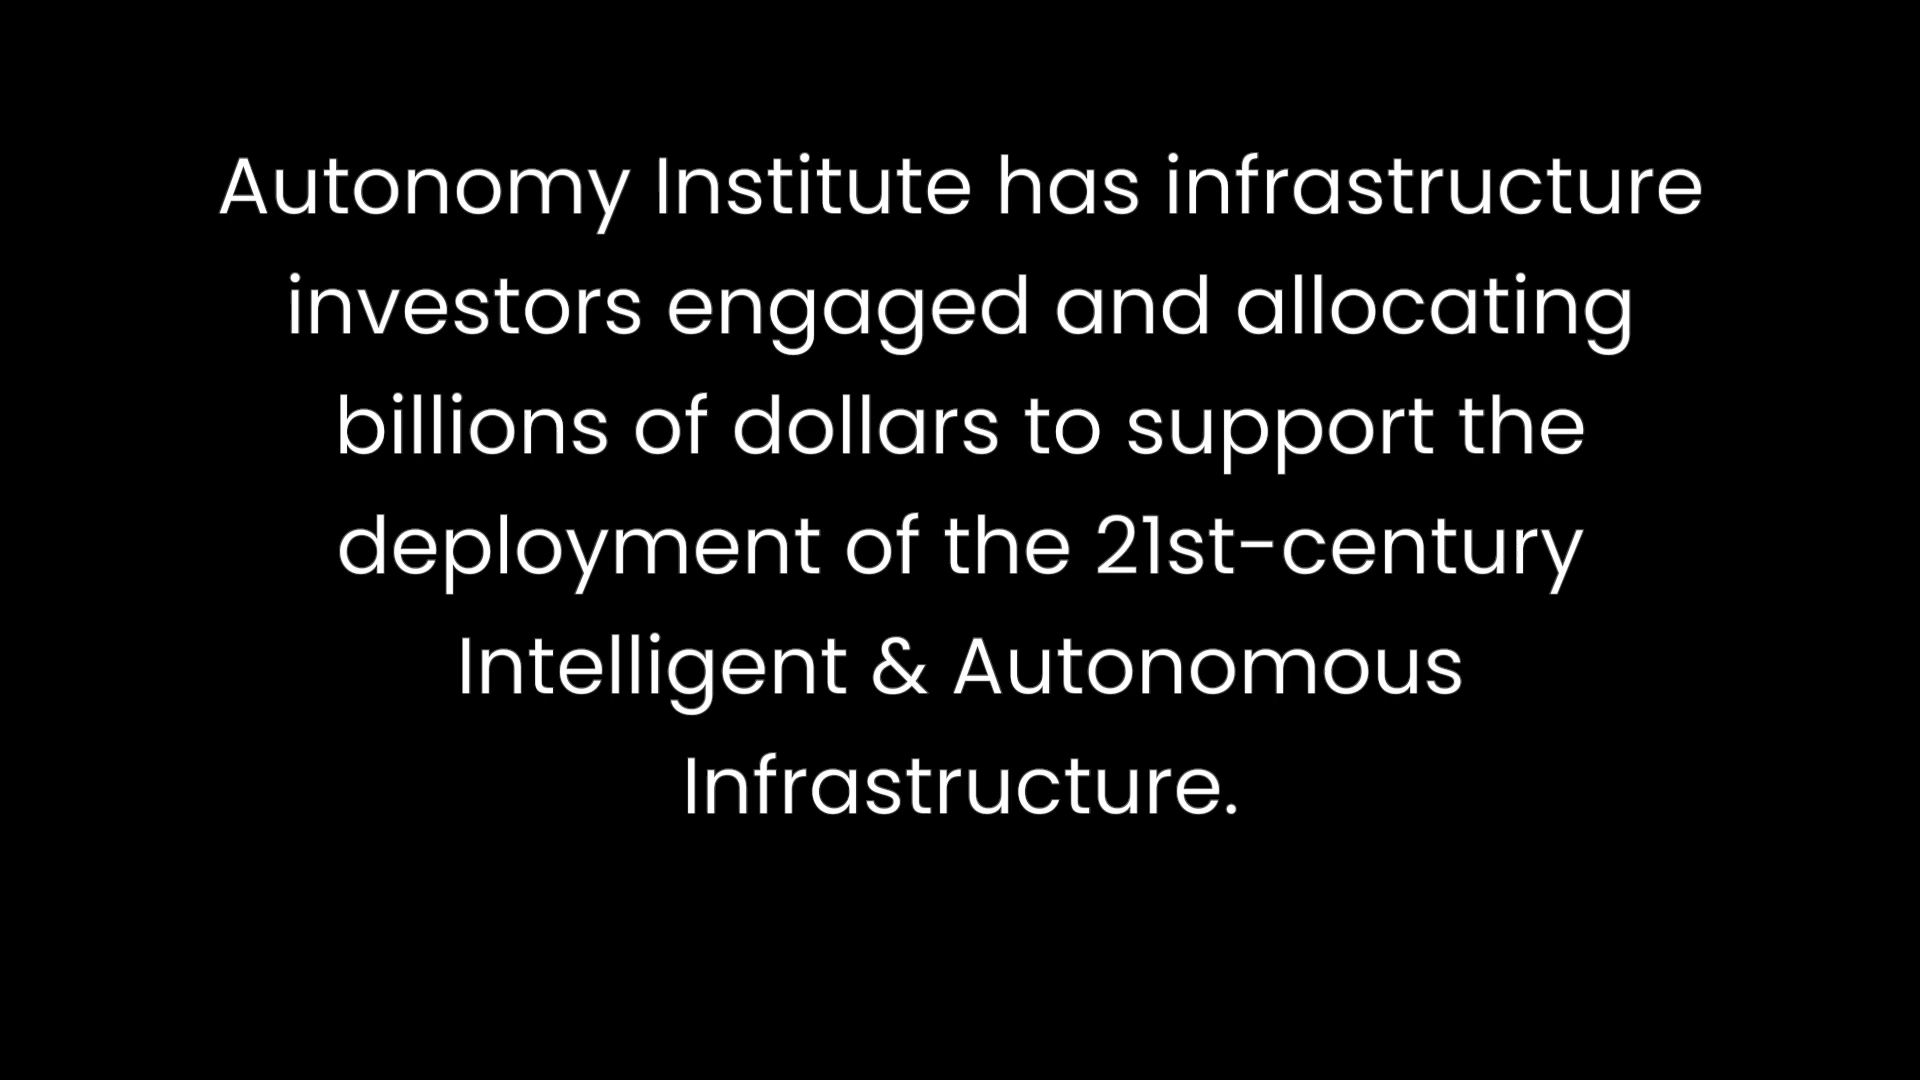 Autonomy Institute has infrastructure
investors engaged and allocating
billions of dollars to support the
deployment of the 21st-century
Intelligent & Autonomous
Infrastructure.